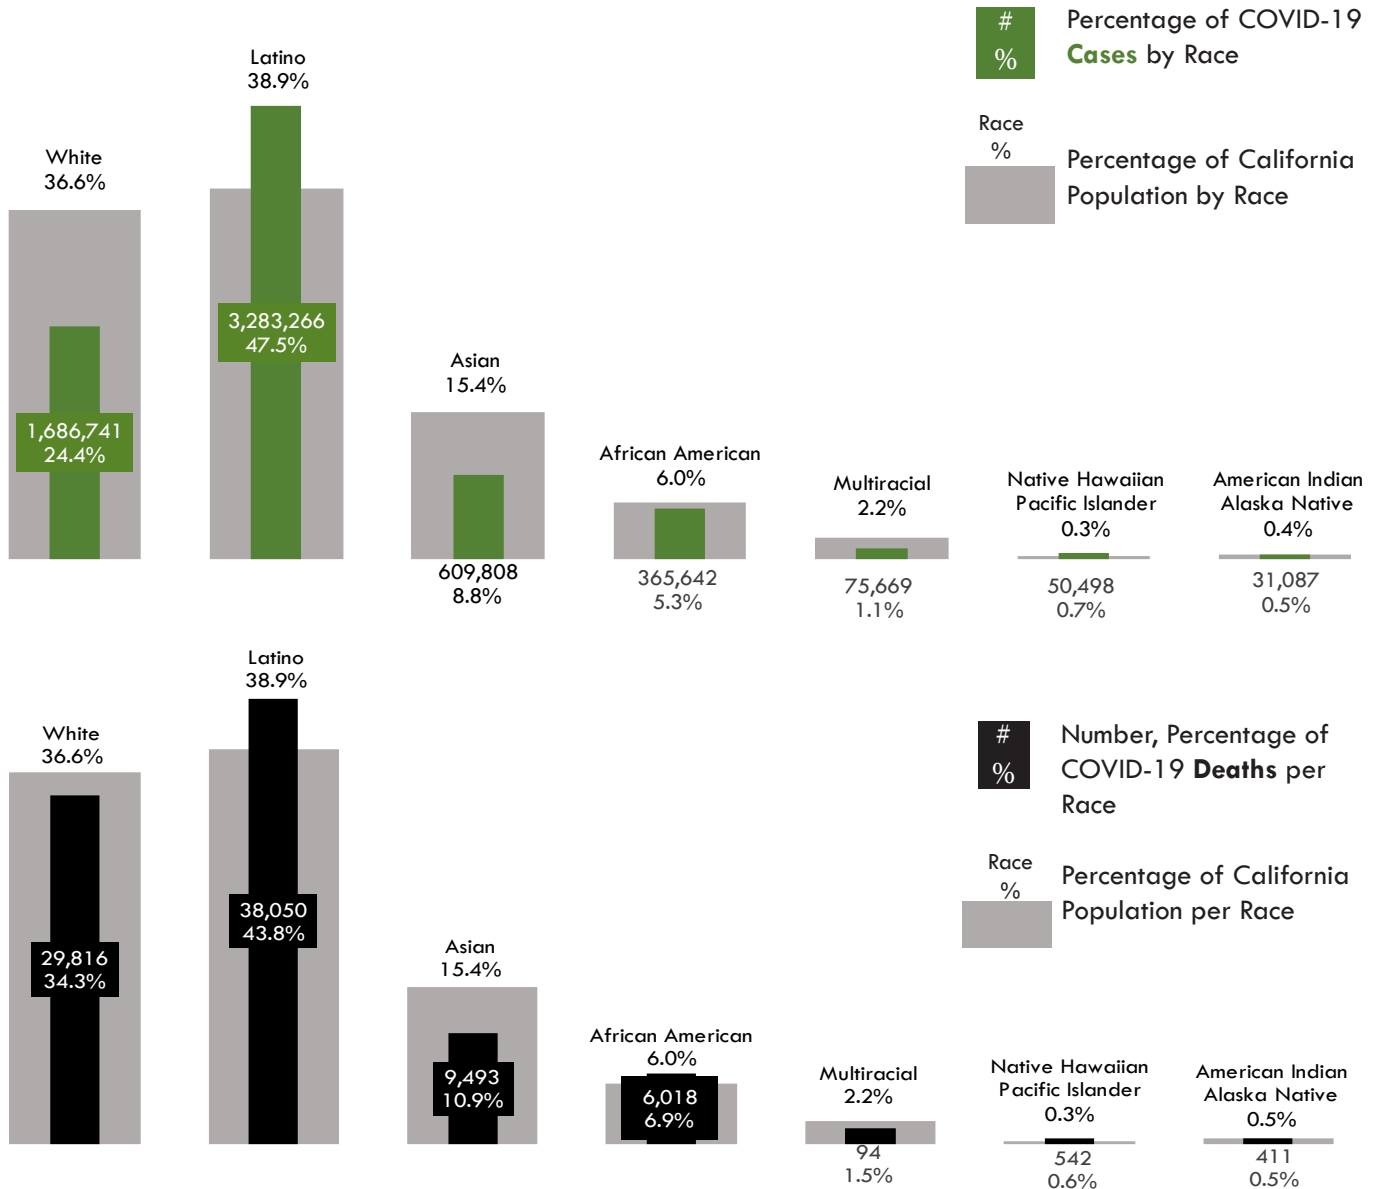 #
%
Percentage of COVID-19
Cases by Race
Race
%
Percentage of California
Population by Race
White
36.6%
1,686,741
24.4%
Latino
38.9%
3,283,266
47.5%
Asian
15.4%
609,808
8.8%
African American
6.0%
365,642
5.3%
Multiracial
2.2%
75,669
1.1%
Native Hawaiian
Pacific Islander
0.3%
50,498
0.7%
American Indian
Alaska Native
0.4%
31,087
0.5%
#
%
Number, Percentage of
COVID-19 Deaths per
Race
Race
%
Percentage of California
Population per Race
White
36.6%
29,816
34.3%
Latino
38.9%
38,050
43.8%
Asian
15.4%
9,493
10.9%
African American
6.0%
6,018
6.9%
Multiracial
2.2%
94
1.5%
Native Hawaiian
Pacific Islander
0.3%
542
0.6%
American Indian
Alaska Native
0.5%
411
0.5%